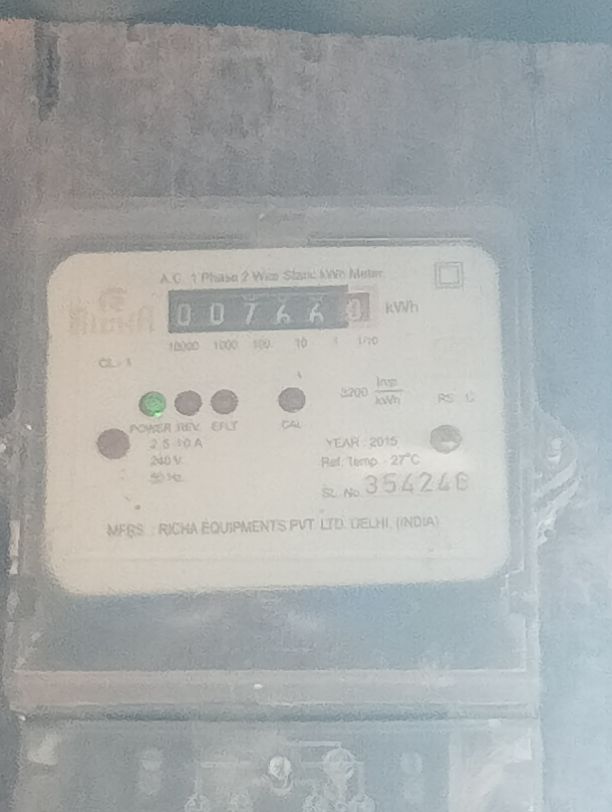 A.C. 1 Phase 2 Wire Static kWh Meter
007660 kWh
10000 1000 100 10 1 1/10
CL. 1
3200 Imp/kWh
POWER REV. EFLT CAL
2.5-10 A
240 V
50 Hz
YEAR : 2015
Ref. Temp. 27°C
SL. No. 354246
MFRS : RICHA EQUIPMENTS PVT. LTD. DELHI. (INDIA)